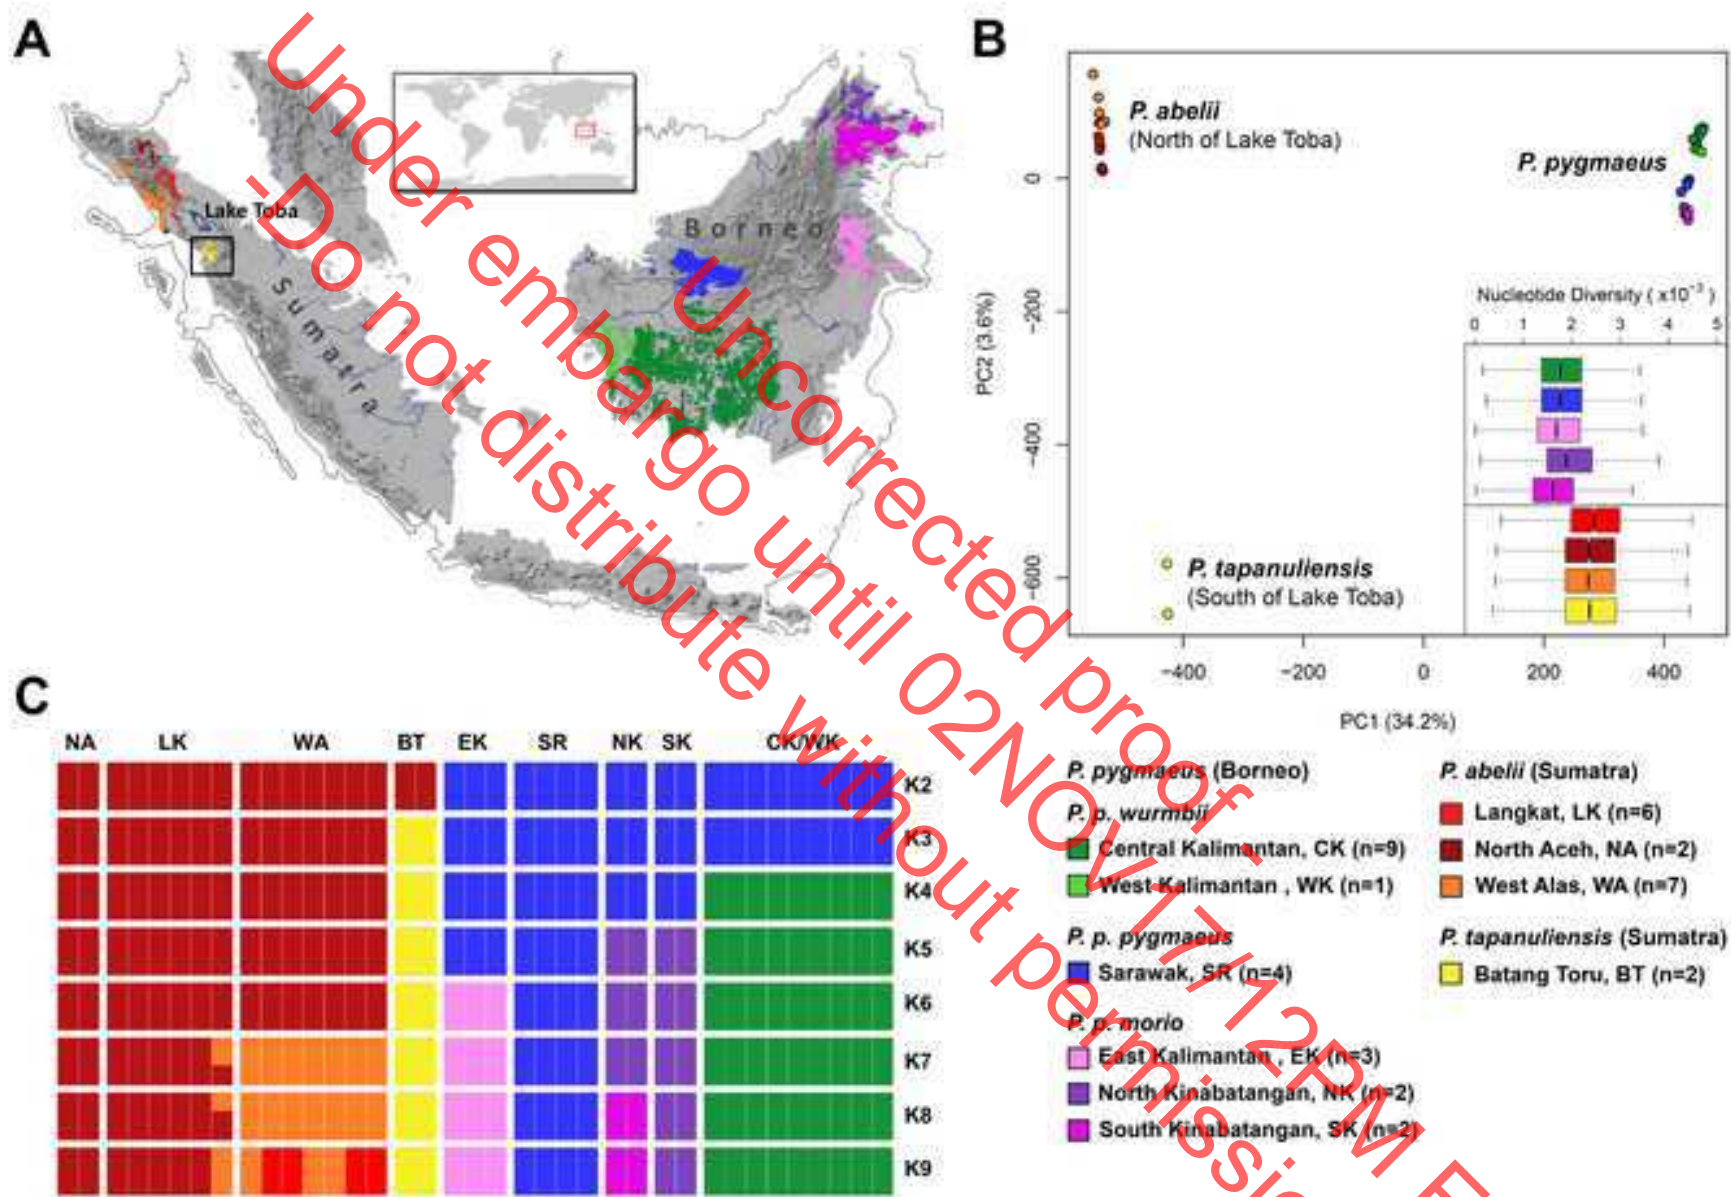 A
Lake Toba
Sumatra
Borneo
B
P. abelii
(North of Lake Toba)
P. pygmaeus
Nucleotide Diversity ( x10⁻³ )
0 1 2 3 4 5
P. tapanuliensis
(South of Lake Toba)
PC2 (3.6%)
0
−200
−400
−600
−400 −200 0 200 400
PC1 (34.2%)
C
NA LK WA BT EK SR NK SK CK/WK
K2
K3
K4
K5
K6
K7
K8
K9
P. pygmaeus (Borneo)
P. p. wurmbii
Central Kalimantan, CK (n=9)
West Kalimantan , WK (n=1)
P. p. pygmaeus
Sarawak, SR (n=4)
P. p. morio
East Kalimantan , EK (n=3)
North Kinabatangan, NK (n=2)
South Kinabatangan, SK (n=2)
P. abelii (Sumatra)
Langkat, LK (n=6)
North Aceh, NA (n=2)
West Alas, WA (n=7)
P. tapanuliensis (Sumatra)
Batang Toru, BT (n=2)
Uncorrected proof -
Under embargo until 02NOV17/12PM
-Do not distribute without